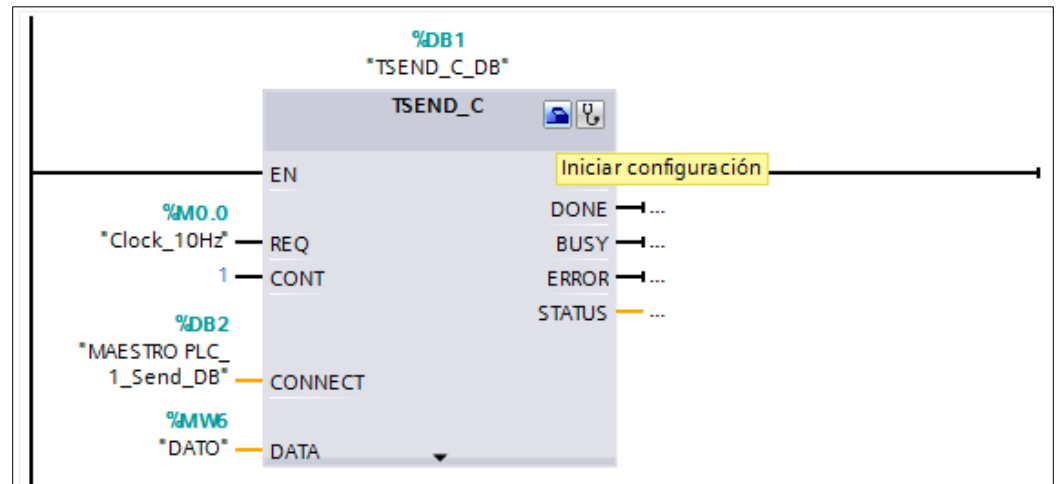 %DB1
"TSEND_C_DB"
TSEND_C
EN
Iniciar configuración
%M0.0
"Clock_10Hz"
REQ
1
CONT
DONE ...
BUSY ...
ERROR ...
STATUS ...
%DB2
"MAESTRO PLC_
1_Send_DB"
CONNECT
%MW6
"DATO"
DATA